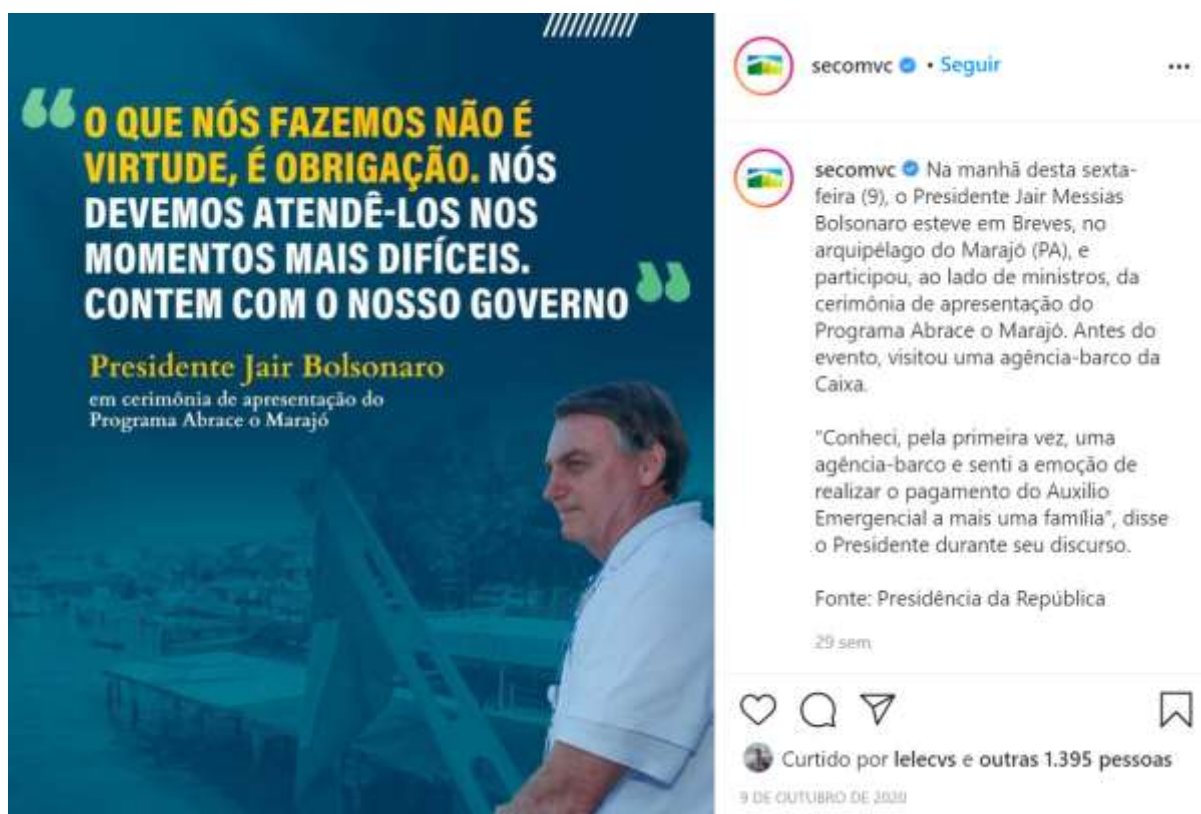 “ O QUE NÓS FAZEMOS NÃO É
VIRTUDE, É OBRIGAÇÃO. NÓS
DEVEMOS ATENDÊ-LOS NOS
MOMENTOS MAIS DIFÍCEIS.
CONTEM COM O NOSSO GOVERNO ”
Presidente Jair Bolsonaro
em cerimônia de apresentação do
Programa Abrace o Marajó
secomvc • Seguir
secomvc Na manhã desta sexta-
feira (9), o Presidente Jair Messias
Bolsonaro esteve em Breves, no
arquipélago do Marajó (PA), e
participou, ao lado de ministros, da
cerimônia de apresentação do
Programa Abrace o Marajó. Antes do
evento, visitou uma agência-barco da
Caixa.
"Conheci, pela primeira vez, uma
agência-barco e senti a emoção de
realizar o pagamento do Auxilio
Emergencial a mais uma família", disse
o Presidente durante seu discurso.
Fonte: Presidência da República
29 sem
Curtido por lelecvs e outras 1.395 pessoas
9 DE OUTUBRO DE 2020